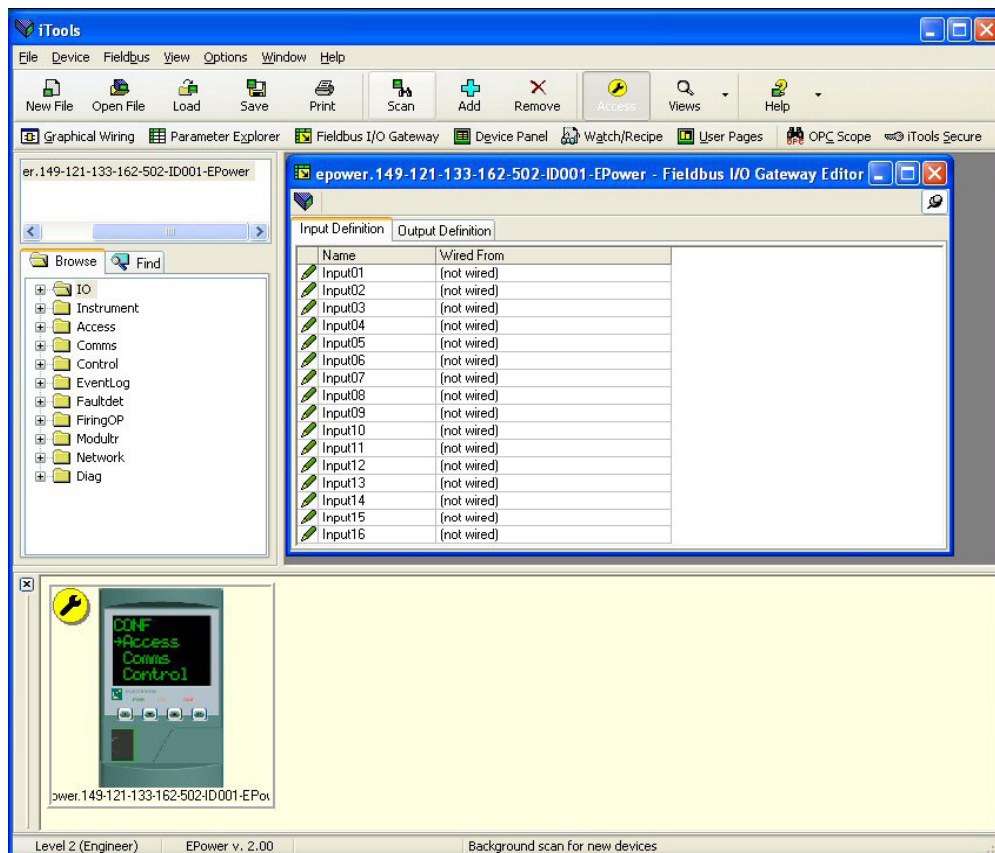 iTools
File Device Fieldbus View Options Window Help
New File Open File Load Save Print Scan Add Remove Access Views Help
Graphical Wiring Parameter Explorer Fieldbus I/O Gateway Device Panel Watch/Recipe User Pages OPC Scope iTools Secure
er.149-121-133-162-502-ID001-EPower
epower.149-121-133-162-502-ID001-EPower - Fieldbus I/O Gateway Editor
Browse Find
IO
Instrument
Access
Comms
Control
EventLog
Faultdet
FiringOP
Modultr
Network
Diag
Input Definition Output Definition
Name Wired From
Input01 (not wired)
Input02 (not wired)
Input03 (not wired)
Input04 (not wired)
Input05 (not wired)
Input06 (not wired)
Input07 (not wired)
Input08 (not wired)
Input09 (not wired)
Input10 (not wired)
Input11 (not wired)
Input12 (not wired)
Input13 (not wired)
Input14 (not wired)
Input15 (not wired)
Input16 (not wired)
CONF
→Access
Comms
Control
ower.149-121-133-162-502-ID001-EPow
Level 2 (Engineer) EPower v. 2.00 Background scan for new devices